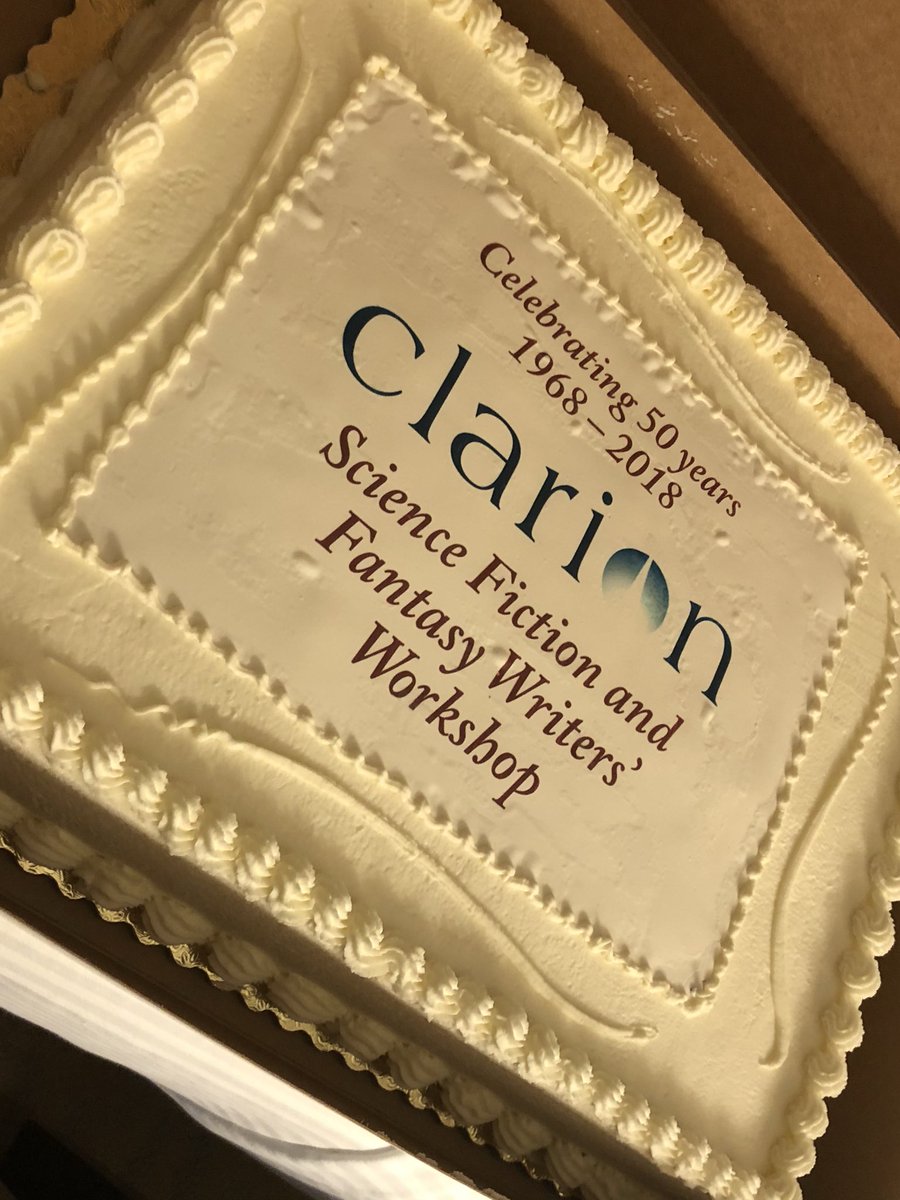 Celebrating 50 years
1968 – 2018
clarion
Science Fiction and
Fantasy Writers’
Workshop